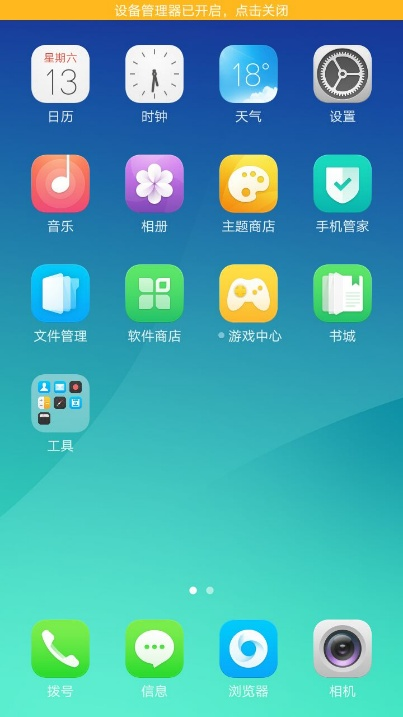 设备管理器已开启，点击关闭
星期六
13
18°
日历
时钟
天气
设置
音乐
相册
主题商店
手机管家
文件管理
软件商店
游戏中心
书城
工具
拨号
信息
浏览器
相机